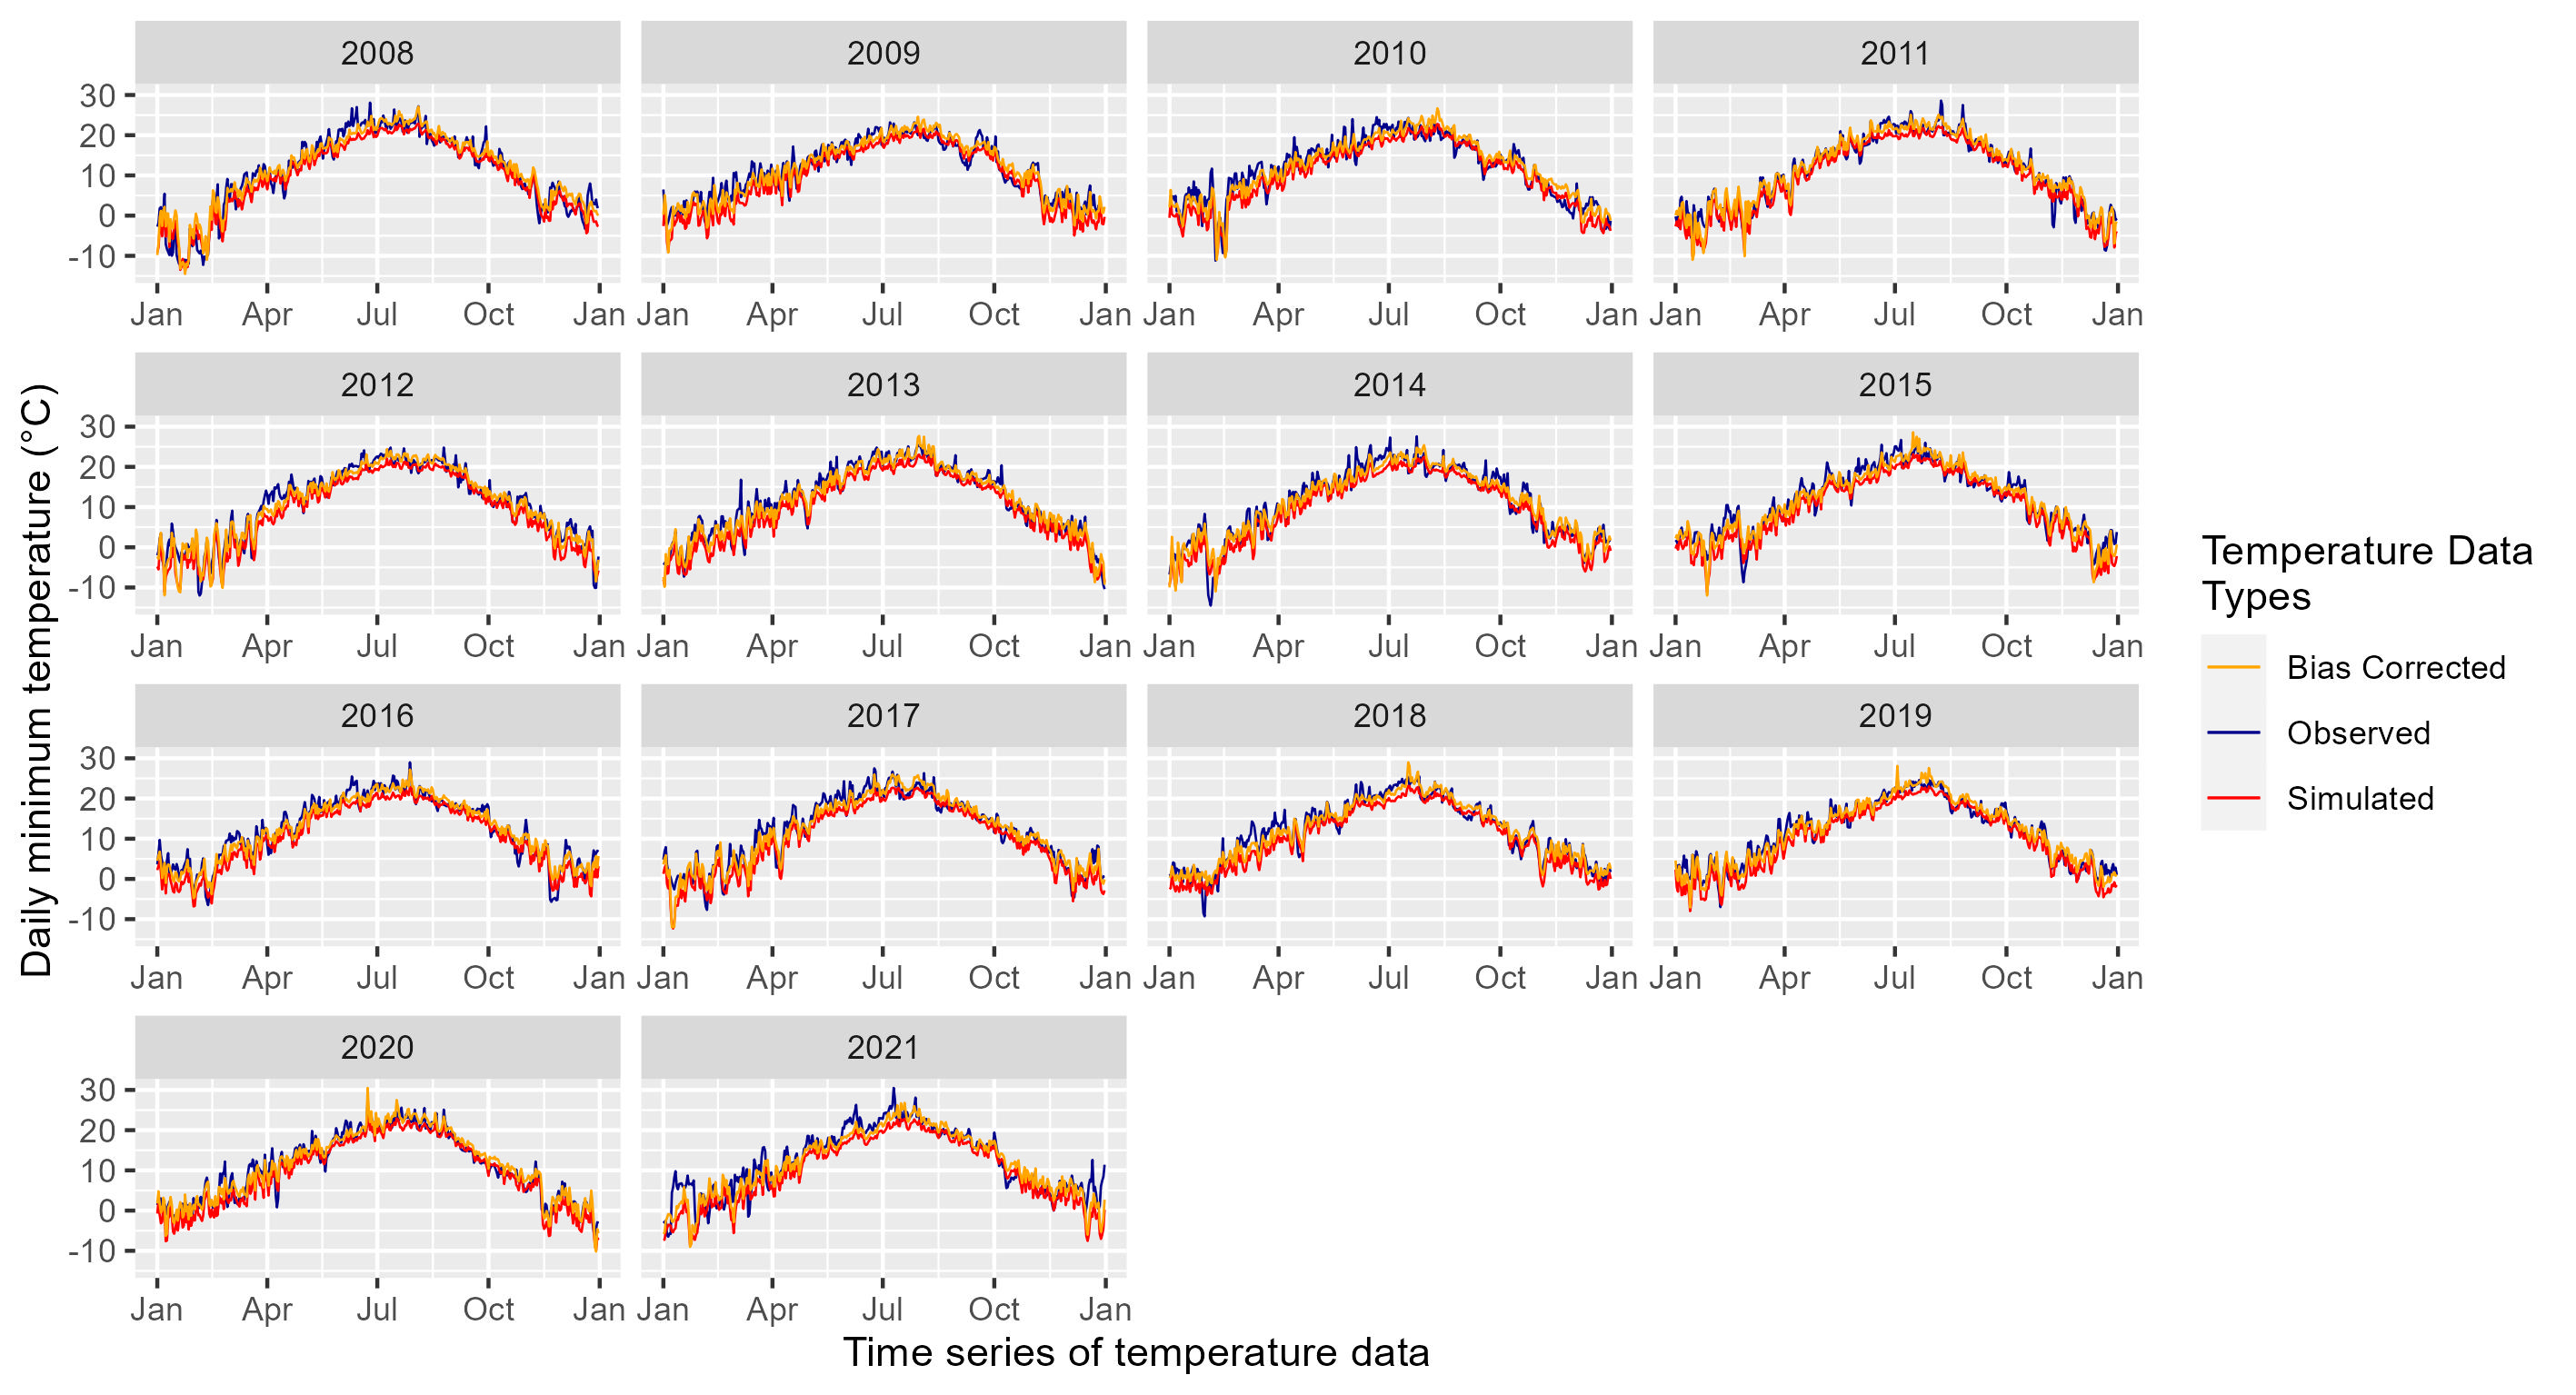 2008 2009 2010 2011
30
20
10
0
-10
Jan Apr Jul Oct Jan Jan Apr Jul Oct Jan Jan Apr Jul Oct Jan Jan Apr Jul Oct Jan
2012 2013 2014 2015
30
20
10
0
-10
Jan Apr Jul Oct Jan Jan Apr Jul Oct Jan Jan Apr Jul Oct Jan Jan Apr Jul Oct Jan
2016 2017 2018 2019
30
20
10
0
-10
Jan Apr Jul Oct Jan Jan Apr Jul Oct Jan Jan Apr Jul Oct Jan Jan Apr Jul Oct Jan
2020 2021
30
20
10
0
-10
Jan Apr Jul Oct Jan Jan Apr Jul Oct Jan
Daily minimum temperature (°C)
Time series of temperature data
Temperature Data
Types
Bias Corrected
Observed
Simulated